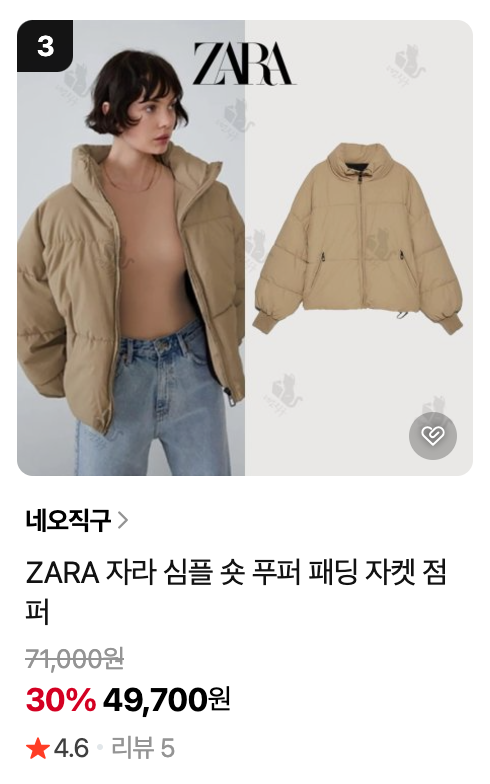 3
ZARA
네오직구
ZARA 자라 심플 숏 푸퍼 패딩 자켓 점
퍼
71,000원
30% 49,700원
4.6 리뷰 5